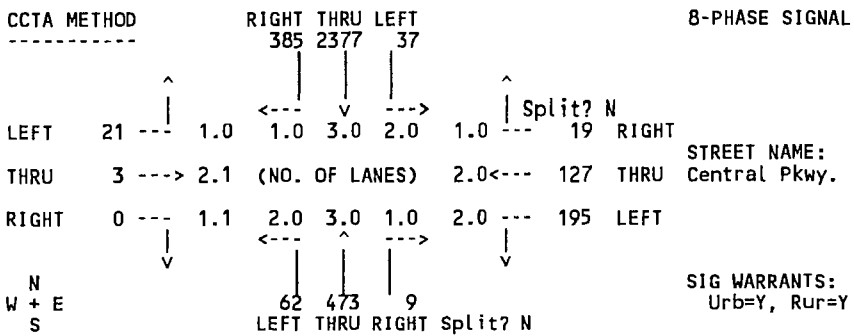 CCTA METHOD RIGHT THRU LEFT 8-PHASE SIGNAL
----------- 385 2377 37
^ ^
<--- v ---> Split? N
LEFT 21 --- 1.0 1.0 3.0 2.0 1.0 --- 19 RIGHT
STREET NAME:
THRU 3 ---> 2.1 (NO. OF LANES) 2.0<--- 127 THRU Central Pkwy.
RIGHT 0 --- 1.1 2.0 3.0 1.0 2.0 --- 195 LEFT
<--- ^ --->
v v
N SIG WARRANTS:
W + E 62 473 9 Urb=Y, Rur=Y
S LEFT THRU RIGHT Split? N